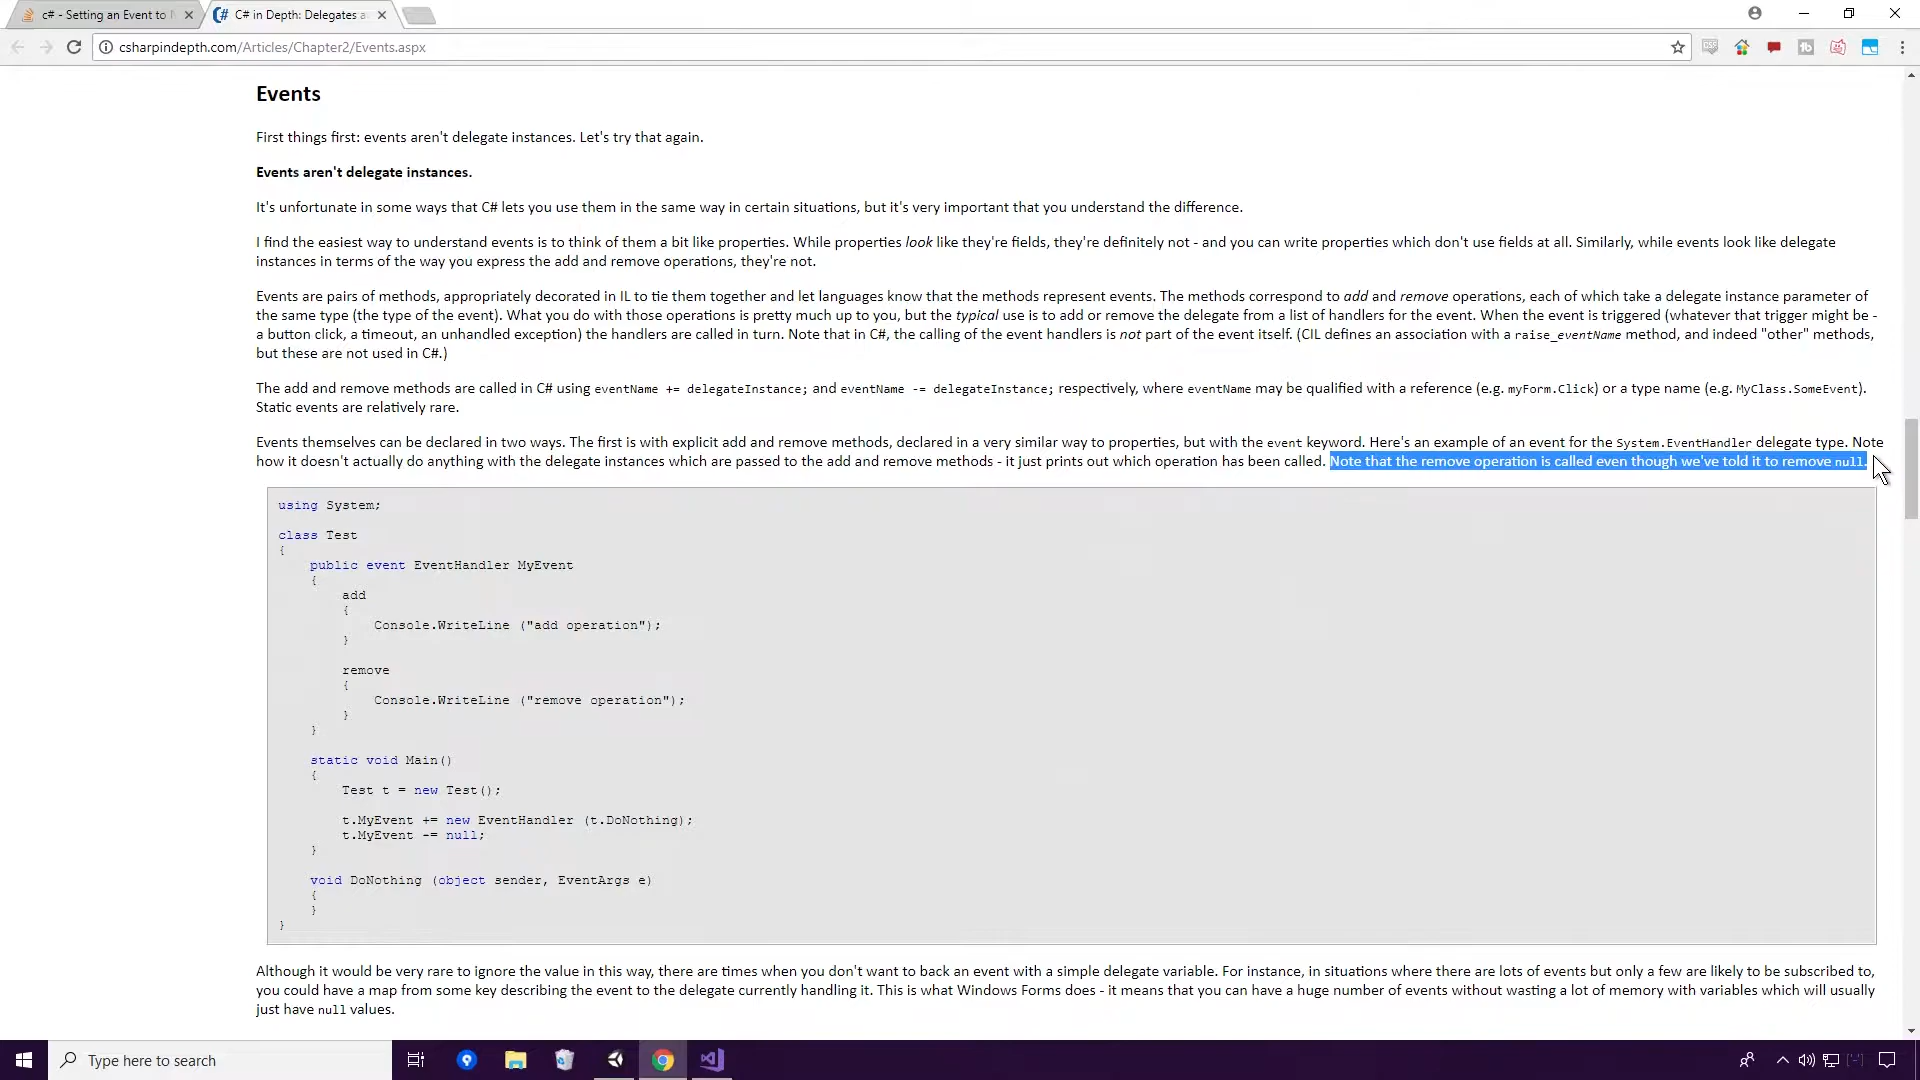 c# - Setting an Event to
C# in Depth: Delegates a
csharpindepth.com/Articles/Chapter2/Events.aspx
Events
First things first: events aren't delegate instances. Let's try that again.
Events aren't delegate instances.
It's unfortunate in some ways that C# lets you use them in the same way in certain situations, but it's very important that you understand the difference.
I find the easiest way to understand events is to think of them a bit like properties. While properties look like they're fields, they're definitely not - and you can write properties which don't use fields at all. Similarly, while events look like delegate
instances in terms of the way you express the add and remove operations, they're not.
Events are pairs of methods, appropriately decorated in IL to tie them together and let languages know that the methods represent events. The methods correspond to add and remove operations, each of which take a delegate instance parameter of
the same type (the type of the event). What you do with those operations is pretty much up to you, but the typical use is to add or remove the delegate from a list of handlers for the event. When the event is triggered (whatever that trigger might be -
a button click, a timeout, an unhandled exception) the handlers are called in turn. Note that in C#, the calling of the event handlers is not part of the event itself. (CIL defines an association with a raise_eventName method, and indeed "other" methods,
but these are not used in C#.)
The add and remove methods are called in C# using eventName += delegateInstance; and eventName -= delegateInstance; respectively, where eventName may be qualified with a reference (e.g. myForm.Click) or a type name (e.g. MyClass.SomeEvent).
Static events are relatively rare.
Events themselves can be declared in two ways. The first is with explicit add and remove methods, declared in a very similar way to properties, but with the event keyword. Here's an example of an event for the System.EventHandler delegate type. Note
how it doesn't actually do anything with the delegate instances which are passed to the add and remove methods - it just prints out which operation has been called. Note that the remove operation is called even though we've told it to remove null.
using System;
class Test
{
public event EventHandler MyEvent
{
add
{
Console.WriteLine ("add operation");
}
remove
{
Console.WriteLine ("remove operation");
}
}
static void Main()
{
Test t = new Test();
t.MyEvent += new EventHandler (t.DoNothing);
t.MyEvent -= null;
}
void DoNothing (object sender, EventArgs e)
{
}
}
Although it would be very rare to ignore the value in this way, there are times when you don't want to back an event with a simple delegate variable. For instance, in situations where there are lots of events but only a few are likely to be subscribed to,
you could have a map from some key describing the event to the delegate currently handling it. This is what Windows Forms does - it means that you can have a huge number of events without wasting a lot of memory with variables which will usually
just have null values.
Type here to search